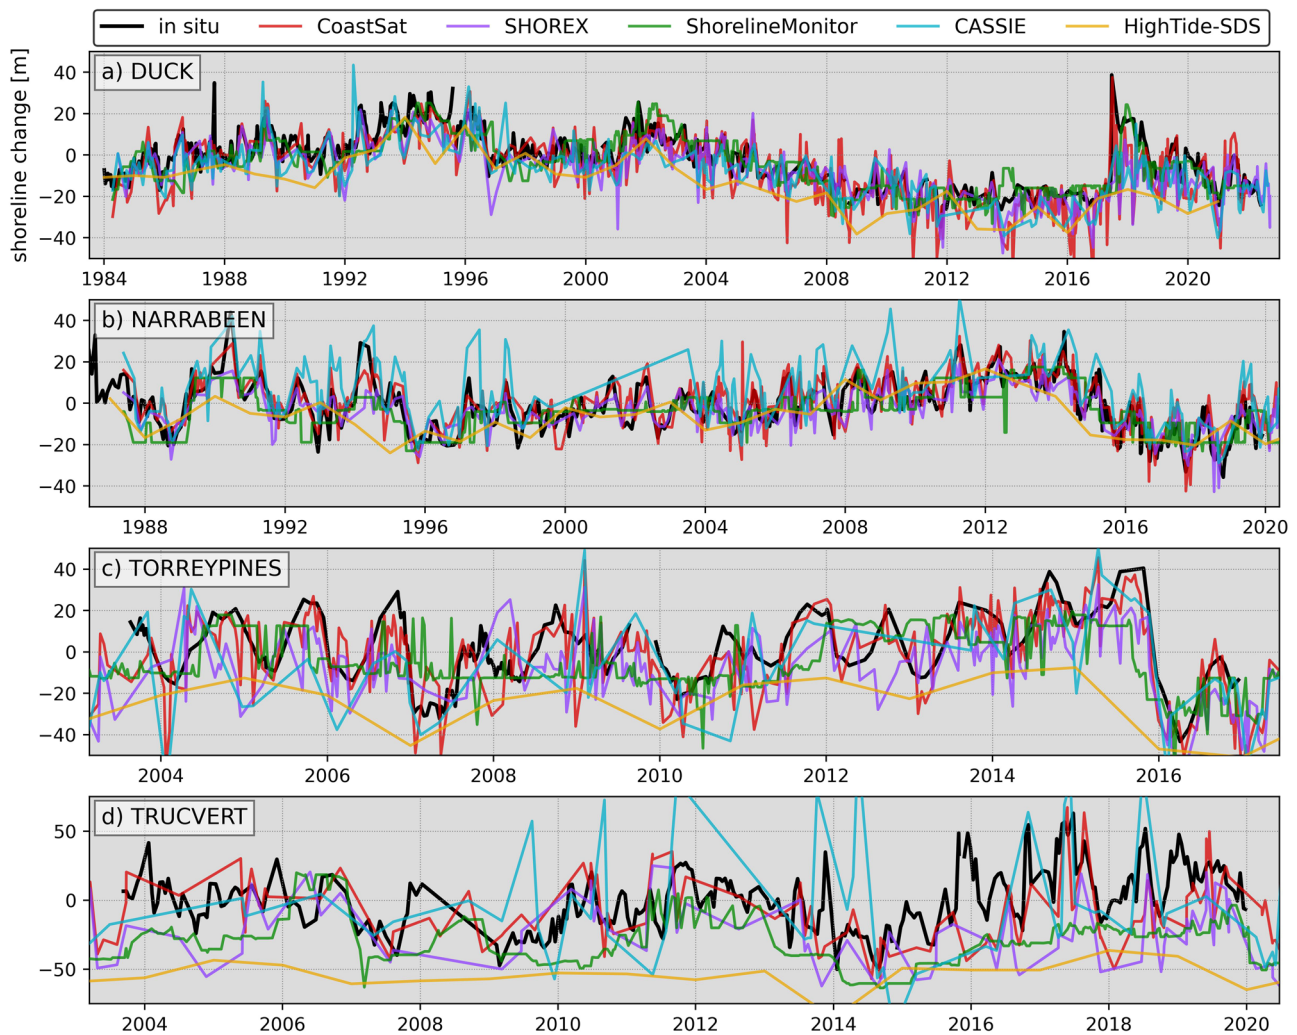 in situ CoastSat SHOREX ShorelineMonitor CASSIE HighTide-SDS
shoreline change [m]
a) DUCK
40
20
0
−20
−40
1984 1988 1992 1996 2000 2004 2008 2012 2016 2020
b) NARRABEEN
40
20
0
−20
−40
1988 1992 1996 2000 2004 2008 2012 2016 2020
c) TORREYPINES
40
20
0
−20
−40
2004 2006 2008 2010 2012 2014 2016
d) TRUCVERT
50
0
−50
2004 2006 2008 2010 2012 2014 2016 2018 2020